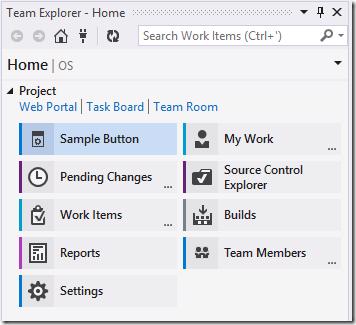 Team Explorer - Home
Search Work Items (Ctrl+')
Home | OS
Project
Web Portal | Task Board | Team Room
Sample Button
My Work
...
Pending Changes
...
Source Control
Explorer
Work Items
...
Builds
Reports
Team Members
...
Settings